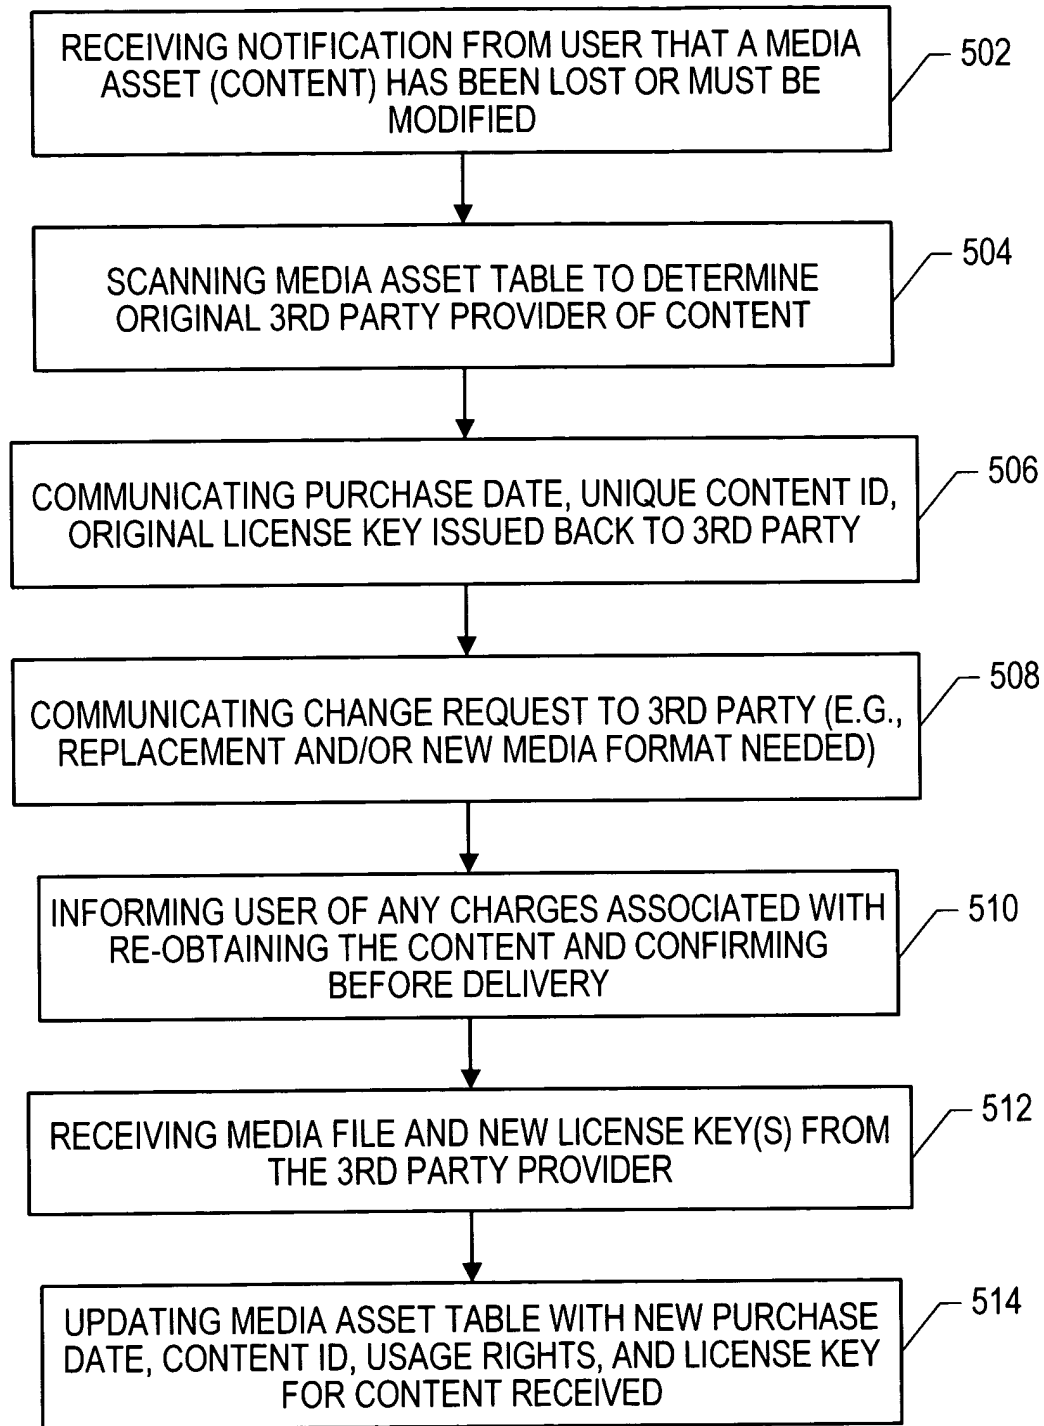 RECEIVING NOTIFICATION FROM USER THAT A MEDIA
ASSET (CONTENT) HAS BEEN LOST OR MUST BE
MODIFIED
502
SCANNING MEDIA ASSET TABLE TO DETERMINE
ORIGINAL 3RD PARTY PROVIDER OF CONTENT
504
COMMUNICATING PURCHASE DATE, UNIQUE CONTENT ID,
ORIGINAL LICENSE KEY ISSUED BACK TO 3RD PARTY
506
COMMUNICATING CHANGE REQUEST TO 3RD PARTY (E.G.,
REPLACEMENT AND/OR NEW MEDIA FORMAT NEEDED)
508
INFORMING USER OF ANY CHARGES ASSOCIATED WITH
RE-OBTAINING THE CONTENT AND CONFIRMING
BEFORE DELIVERY
510
RECEIVING MEDIA FILE AND NEW LICENSE KEY(S) FROM
THE 3RD PARTY PROVIDER
512
UPDATING MEDIA ASSET TABLE WITH NEW PURCHASE
DATE, CONTENT ID, USAGE RIGHTS, AND LICENSE KEY
FOR CONTENT RECEIVED
514